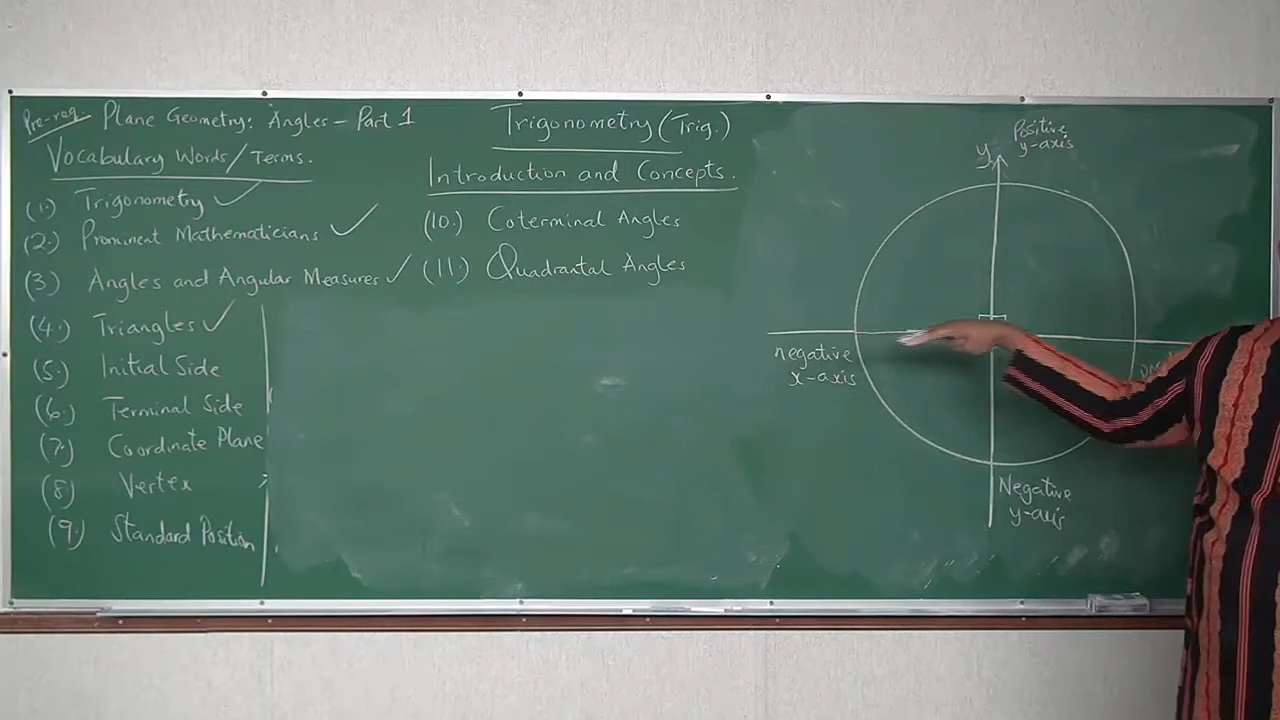 Pre-req Plane Geometry: Angles – Part 1
Vocabulary Words/Terms.
(1.) Trigonometry ✓
(2.) Prominent Mathematicians ✓
(3.) Angles and Angular Measures ✓
(4.) Triangles ✓
(5.) Initial Side
(6.) Terminal Side
(7.) Coordinate Plane
(8.) Vertex
(9.) Standard Position
Trigonometry (Trig.)
Introduction and Concepts.
(10.) Coterminal Angles
(11.) Quadrantal Angles
y
Positive
y-axis
negative
x-axis
Negative
y-axis